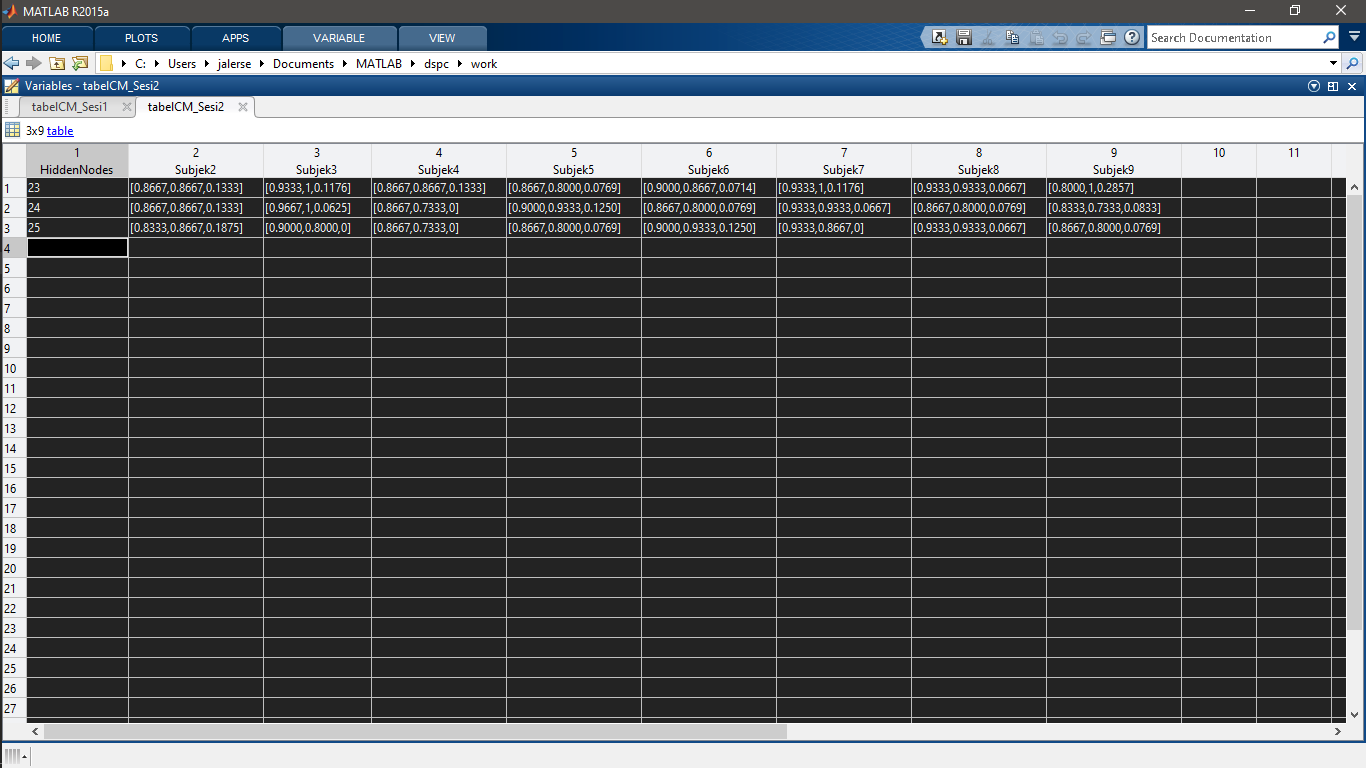 MATLAB R2015a
HOME PLOTS APPS VARIABLE VIEW Search Documentation
C: Users jalerse Documents MATLAB dspc work
Variables - tabelCM_Sesi2
tabelCM_Sesi1 tabelCM_Sesi2
3x9 table
1 2 3 4 5 6 7 8 9 10 11
HiddenNodes Subjek2 Subjek3 Subjek4 Subjek5 Subjek6 Subjek7 Subjek8 Subjek9
1 23 [0.8667,0.8667,0.1333] [0.9333,1,0.1176] [0.8667,0.8667,0.1333] [0.8667,0.8000,0.0769] [0.9000,0.8667,0.0714] [0.9333,1,0.1176] [0.9333,0.9333,0.0667] [0.8000,1,0.2857]
2 24 [0.8667,0.8667,0.1333] [0.9667,1,0.0625] [0.8667,0.7333,0] [0.9000,0.9333,0.1250] [0.8667,0.8000,0.0769] [0.9333,0.9333,0.0667] [0.8667,0.8000,0.0769] [0.8333,0.7333,0.0833]
3 25 [0.8333,0.8667,0.1875] [0.9000,0.8000,0] [0.8667,0.7333,0] [0.8667,0.8000,0.0769] [0.9000,0.9333,0.1250] [0.9333,0.8667,0] [0.9333,0.9333,0.0667] [0.8667,0.8000,0.0769]
4
5
6
7
8
9
10
11
12
13
14
15
16
17
18
19
20
21
22
23
24
25
26
27